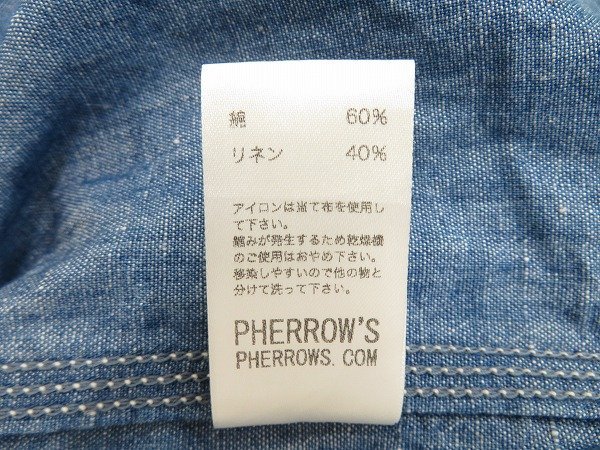 綿 60%
リネン 40%
アイロンは当て布を使用し
て下さい。
縮みが発生するため乾燥機
のご使用はおやめ下さい。
移染しやすいので他の物と
分けて洗って下さい。
PHERROW'S
PHERROWS.COM